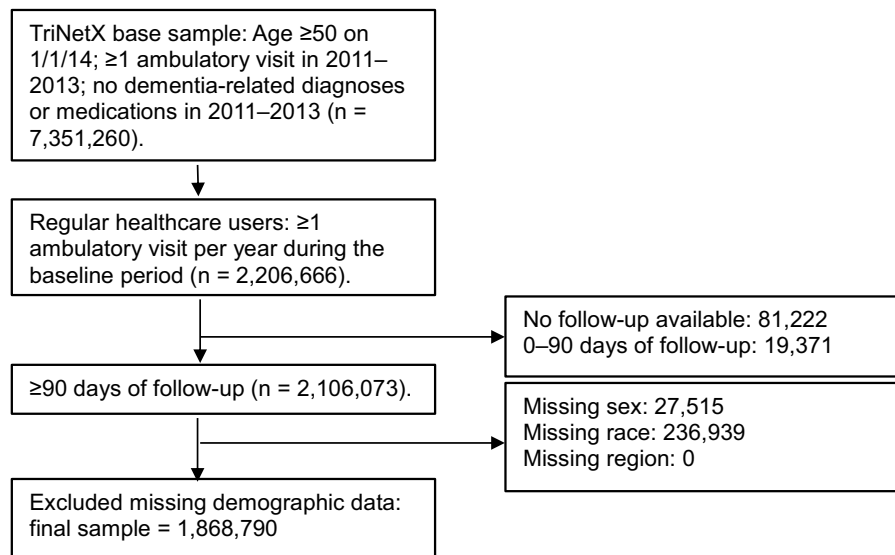 TriNetX base sample: Age ≥50 on
1/1/14; ≥1 ambulatory visit in 2011–
2013; no dementia-related diagnoses
or medications in 2011–2013 (n =
7,351,260).
Regular healthcare users: ≥1
ambulatory visit per year during the
baseline period (n = 2,206,666).
No follow-up available: 81,222
0–90 days of follow-up: 19,371
≥90 days of follow-up (n = 2,106,073).
Missing sex: 27,515
Missing race: 236,939
Missing region: 0
Excluded missing demographic data:
final sample = 1,868,790